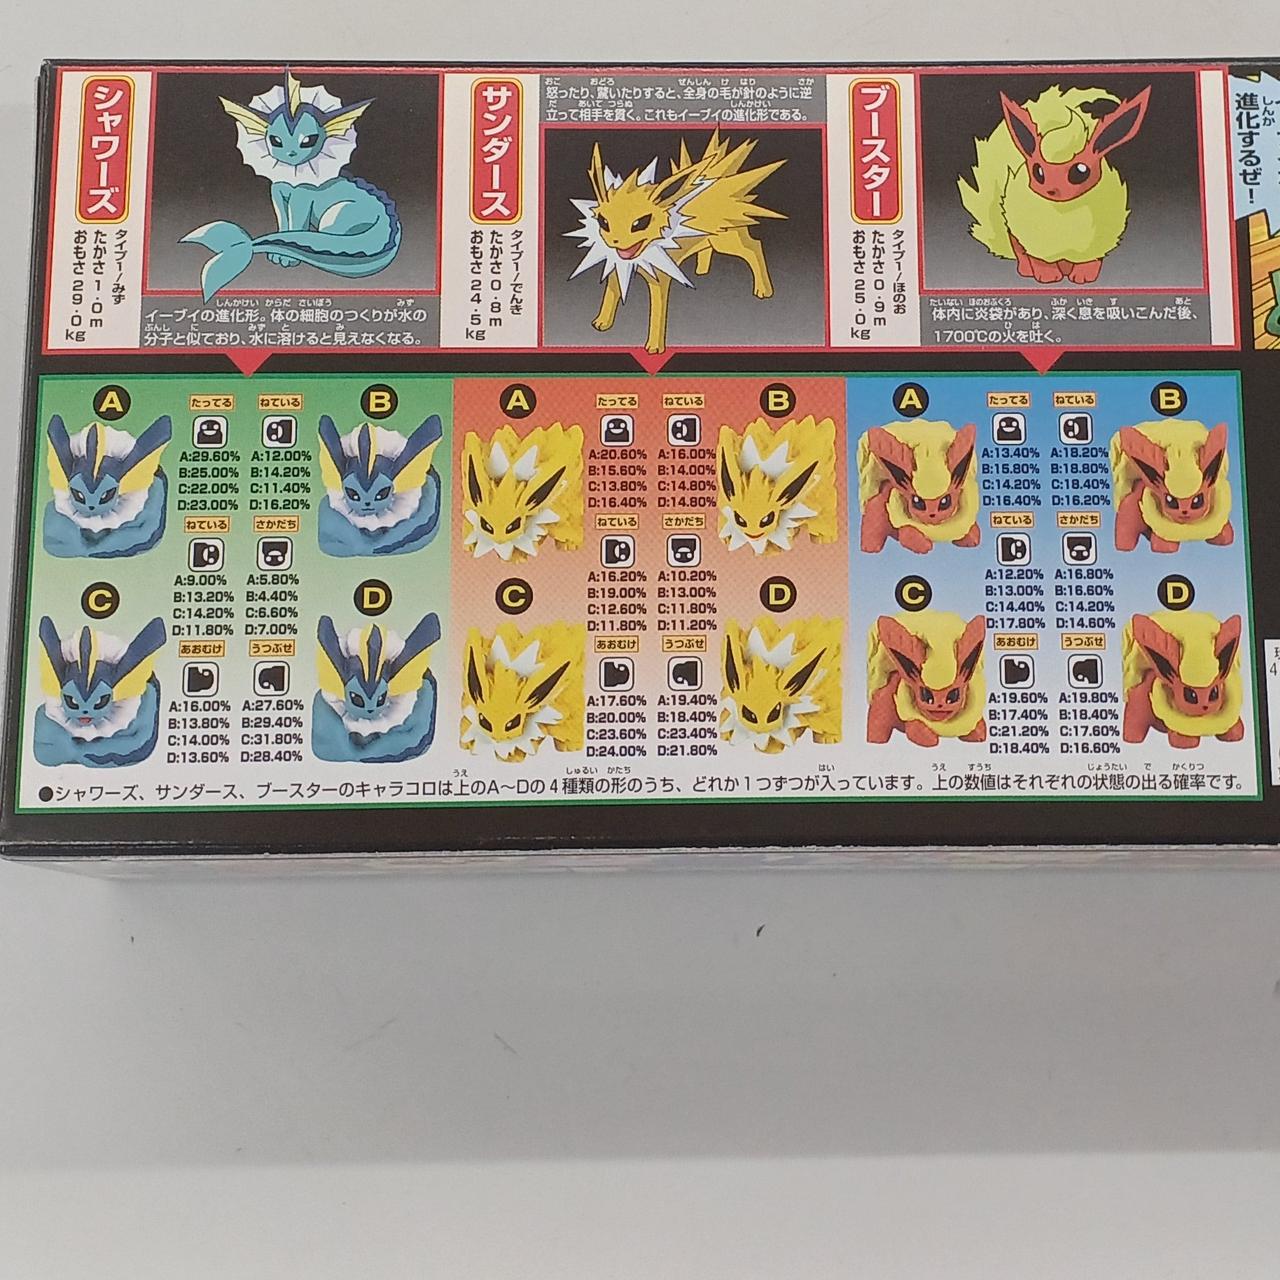 シャワーズ
タイプ1/みず
たかさ1.0m
おもさ29.0kg
イーブイの進化形。体の細胞のつくりが水の
分子と似ており、水に溶けると見えなくなる。
サンダース
タイプ1/でんき
たかさ0.8m
おもさ24.5kg
怒ったり、驚いたりすると、全身の毛が針のように逆
立って相手を貫く。これもイーブイの進化形である。
ブースター
タイプ1/ほのお
たかさ0.9m
おもさ25.0kg
体内に炎袋があり、深く息を吸いこんだ後、
1700℃の火を吐く。
進化するぜ!
A
B
C
D
たってる
A:29.60%
B:25.00%
C:22.00%
D:23.00%
ねている
A:12.00%
B:14.20%
C:11.40%
D:16.20%
ねている
A:9.00%
B:13.20%
C:14.20%
D:11.80%
さかだち
A:5.80%
B:4.40%
C:6.60%
D:7.00%
あおむけ
A:16.00%
B:13.80%
C:14.00%
D:13.60%
うつぶせ
A:27.60%
B:29.40%
C:31.80%
D:28.40%
A
B
C
D
たってる
A:20.60%
B:15.60%
C:13.80%
D:16.40%
ねている
A:16.00%
B:14.00%
C:14.80%
D:14.80%
ねている
A:16.20%
B:19.00%
C:12.60%
D:11.20%
さかだち
A:10.20%
B:13.00%
C:11.80%
D:11.80%
あおむけ
A:17.60%
B:20.00%
C:23.60%
D:24.00%
うつぶせ
A:19.40%
B:18.40%
C:23.40%
D:21.80%
A
B
C
D
たってる
A:13.40%
B:15.80%
C:14.20%
D:16.40%
ねている
A:18.20%
B:18.80%
C:18.40%
D:16.20%
ねている
A:12.20%
B:13.00%
C:14.40%
D:17.80%
さかだち
A:16.80%
B:16.60%
C:14.20%
D:14.60%
あおむけ
A:19.60%
B:17.40%
C:21.20%
D:18.40%
うつぶせ
A:19.80%
B:18.40%
C:17.60%
D:16.60%
●シャワーズ、サンダース、ブースターのキャラコロは上のA〜Dの4種類の形のうち、どれか1つずつが入っています。上の数値はそれぞれの状態の出る確率です。